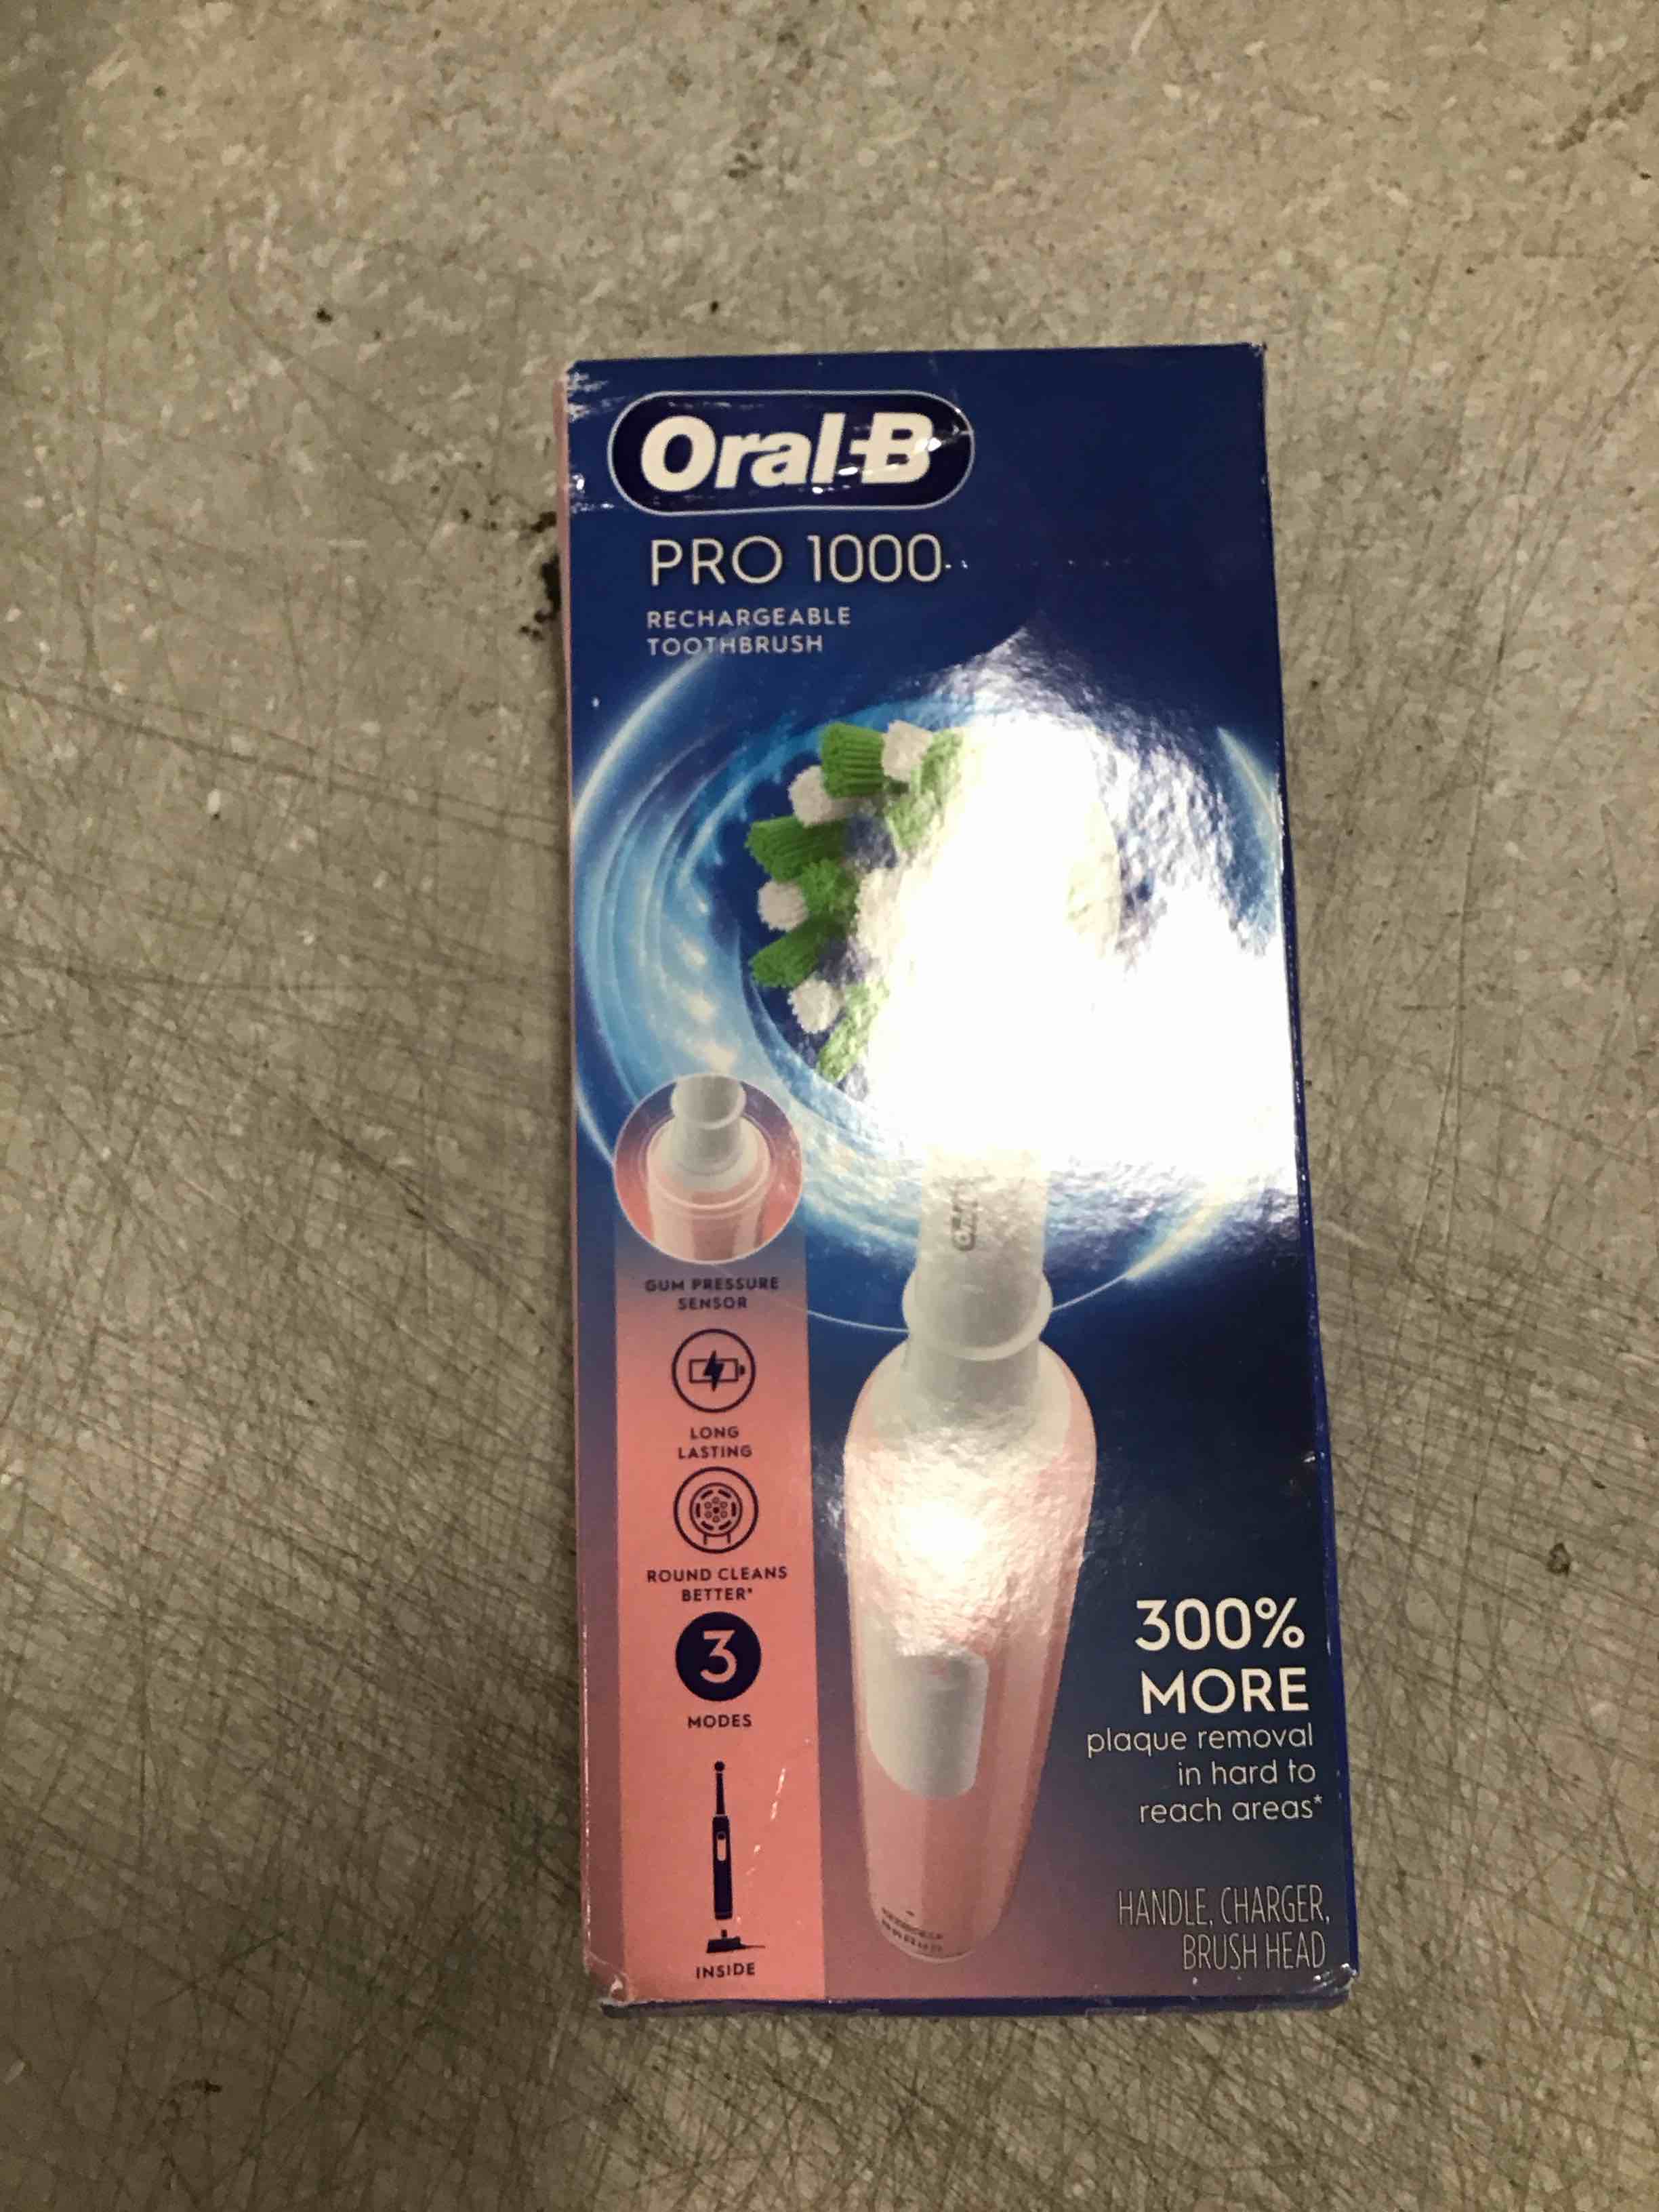 Oral-B
PRO 1000
RECHARGEABLE
TOOTHBRUSH
GUM PRESSURE
SENSOR
LONG
LASTING
ROUND CLEANS
BETTER*
3
MODES
INSIDE
300%
MORE
plaque removal
in hard to
reach areas*
HANDLE, CHARGER,
BRUSH HEAD